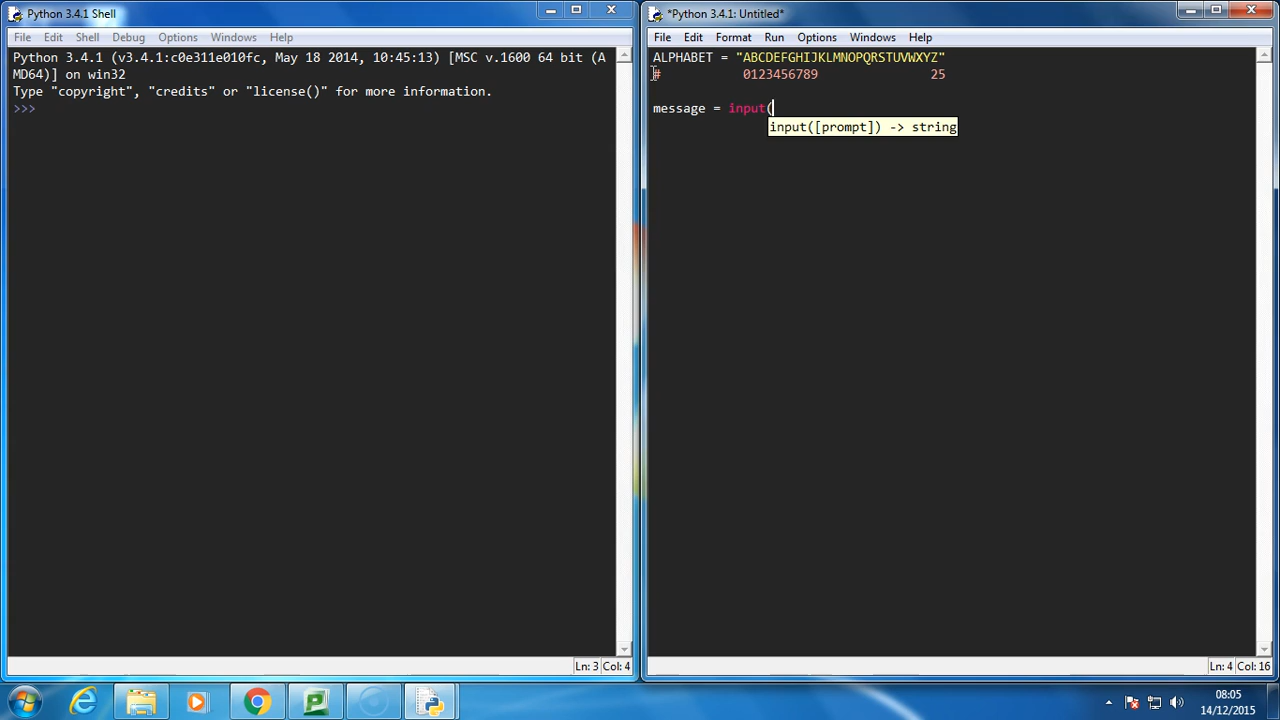 Python 3.4.1 Shell
File Edit Shell Debug Options Windows Help
Python 3.4.1 (v3.4.1:c0e311e010fc, May 18 2014, 10:45:13) [MSC v.1600 64 bit (A
MD64)] on win32
Type "copyright", "credits" or "license()" for more information.
>>>
Ln: 3 Col: 4
*Python 3.4.1: Untitled*
File Edit Format Run Options Windows Help
ALPHABET = "ABCDEFGHIJKLMNOPQRSTUVWXYZ"
#          0123456789               25
message = input(
input([prompt]) -> string
Ln: 4 Col: 16
08:05
14/12/2015